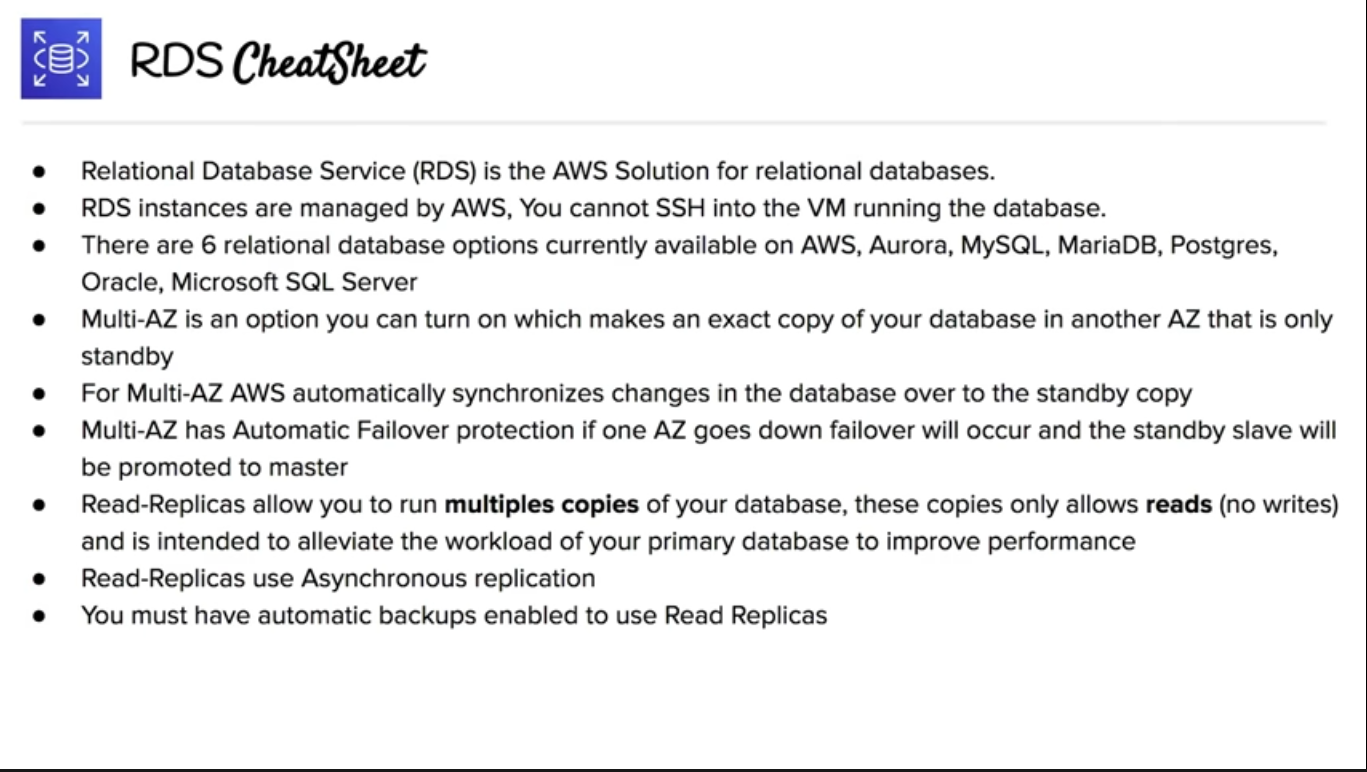 RDS CheatSheet
● Relational Database Service (RDS) is the AWS Solution for relational databases.
● RDS instances are managed by AWS, You cannot SSH into the VM running the database.
● There are 6 relational database options currently available on AWS, Aurora, MySQL, MariaDB, Postgres,
Oracle, Microsoft SQL Server
● Multi-AZ is an option you can turn on which makes an exact copy of your database in another AZ that is only
standby
● For Multi-AZ AWS automatically synchronizes changes in the database over to the standby copy
● Multi-AZ has Automatic Failover protection if one AZ goes down failover will occur and the standby slave will
be promoted to master
● Read-Replicas allow you to run multiples copies of your database, these copies only allows reads (no writes)
and is intended to alleviate the workload of your primary database to improve performance
● Read-Replicas use Asynchronous replication
● You must have automatic backups enabled to use Read Replicas